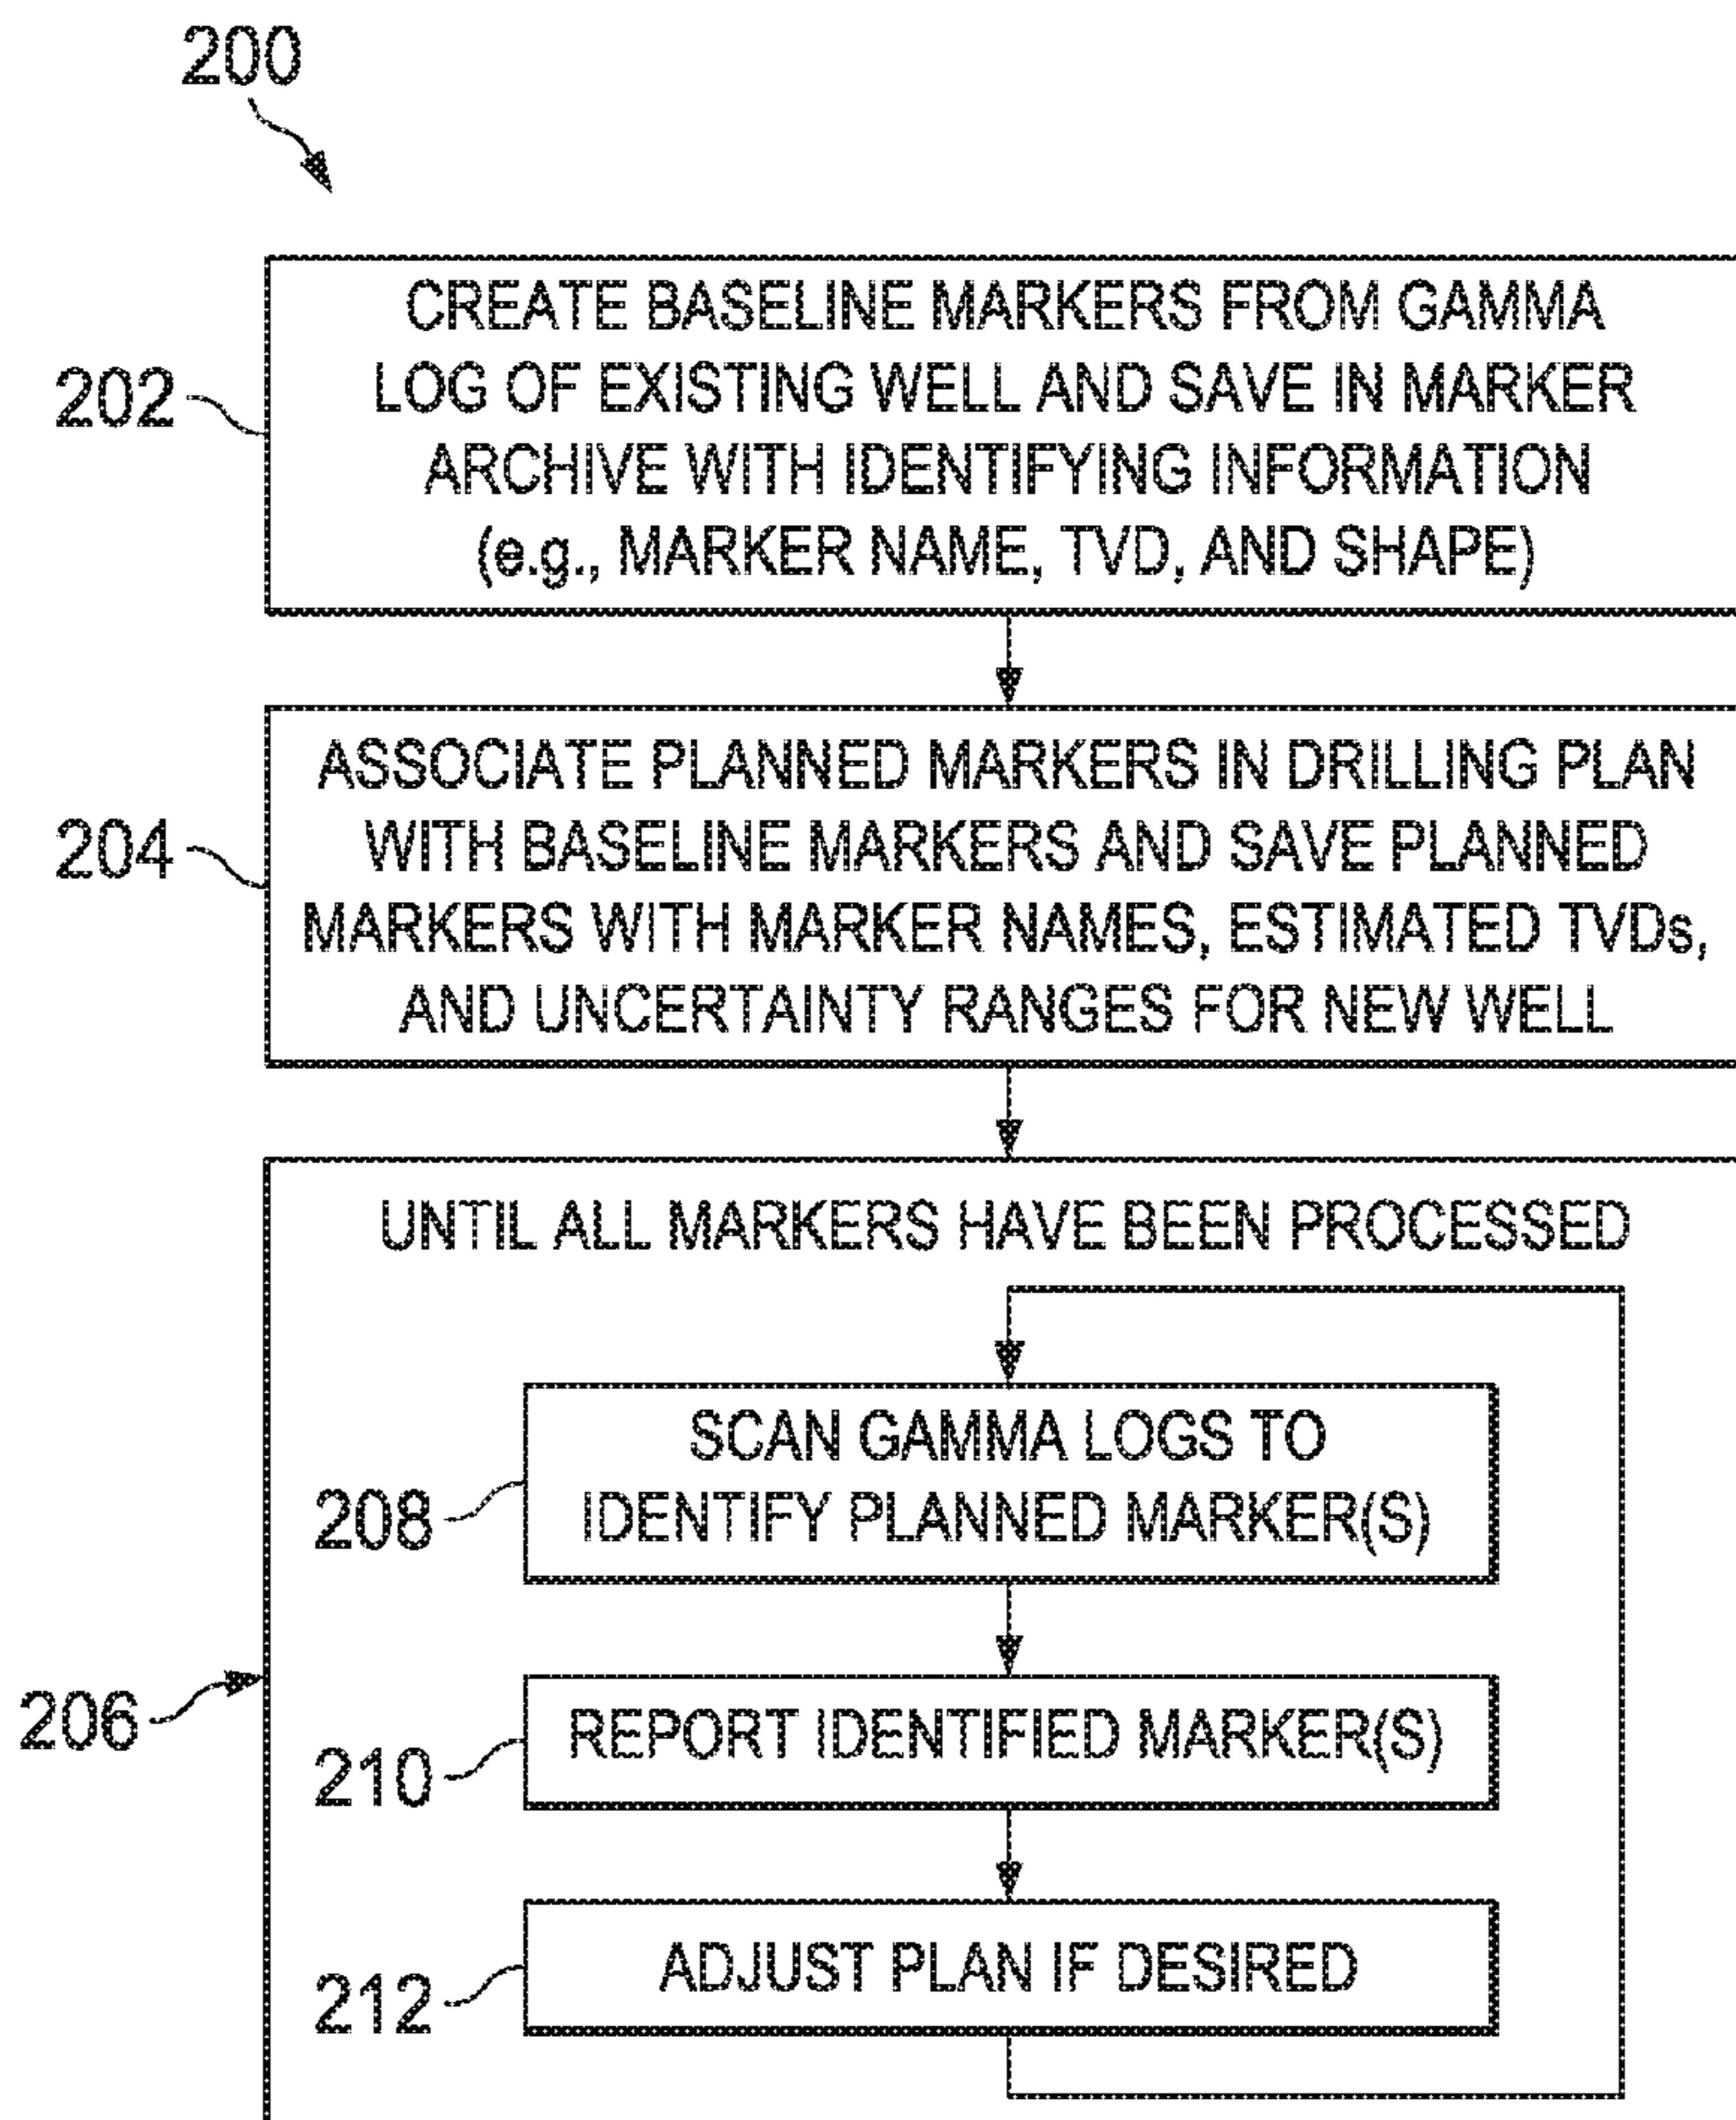 200
202
CREATE BASELINE MARKERS FROM GAMMA
LOG OF EXISTING WELL AND SAVE IN MARKER
ARCHIVE WITH IDENTIFYING INFORMATION
(e.g., MARKER NAME, TVD, AND SHAPE)
204
ASSOCIATE PLANNED MARKERS IN DRILLING PLAN
WITH BASELINE MARKERS AND SAVE PLANNED
MARKERS WITH MARKER NAMES, ESTIMATED TVDs,
AND UNCERTAINTY RANGES FOR NEW WELL
206
UNTIL ALL MARKERS HAVE BEEN PROCESSED
208
SCAN GAMMA LOGS TO
IDENTIFY PLANNED MARKER(S)
210
REPORT IDENTIFIED MARKER(S)
212
ADJUST PLAN IF DESIRED